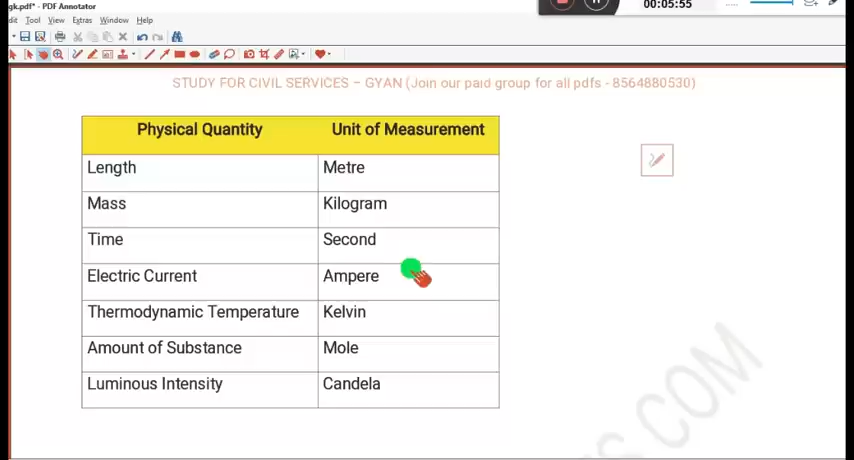 gk.pdf* - PDF Annotator
00:05:55
dit Tool View Extras Window Help
STUDY FOR CIVIL SERVICES – GYAN (Join our paid group for all pdfs - 8564880530)
Physical Quantity Unit of Measurement
Length Metre
Mass Kilogram
Time Second
Electric Current Ampere
Thermodynamic Temperature Kelvin
Amount of Substance Mole
Luminous Intensity Candela
S.COM